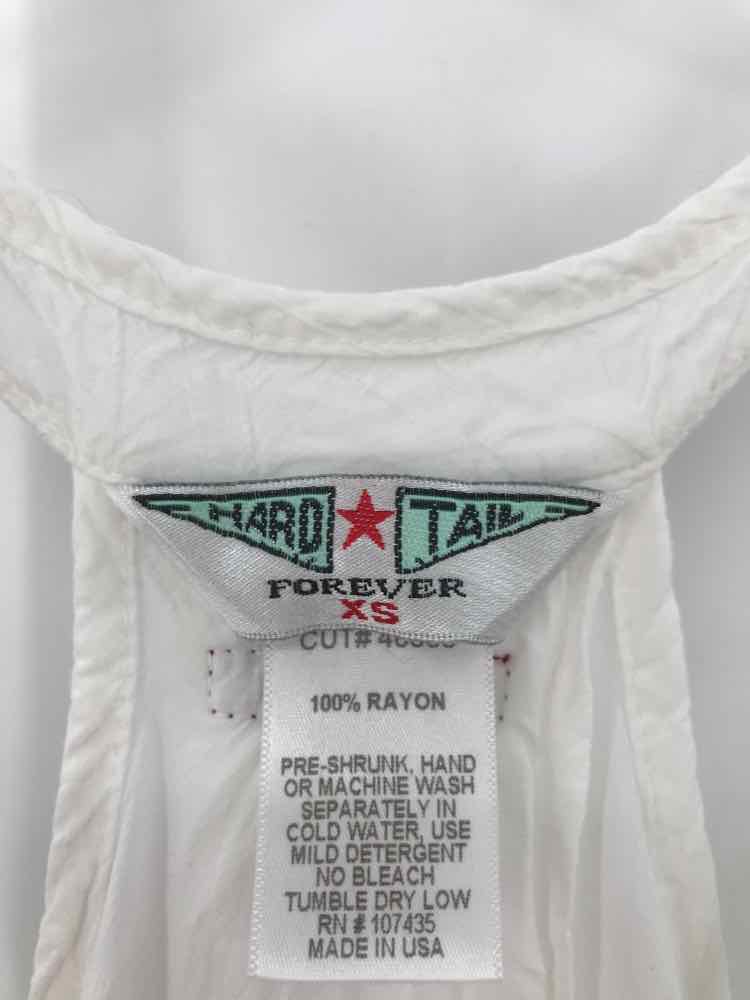 HARD TAIL
FOREVER
XS
CUT#
100% RAYON
PRE-SHRUNK, HAND
OR MACHINE WASH
SEPARATELY IN
COLD WATER, USE
MILD DETERGENT
NO BLEACH
TUMBLE DRY LOW
RN # 107435
MADE IN USA